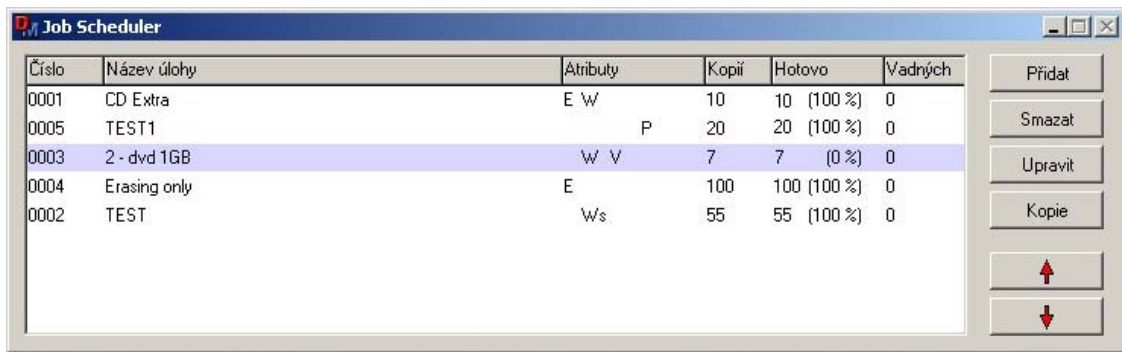 Job Scheduler
Číslo Název úlohy Atributy Kopií Hotovo Vadných
0001 CD Extra E W 10 10 (100 %) 0
0005 TEST1 P 20 20 (100 %) 0
0003 2 - dvd 1GB W V 7 7 (0 %) 0
0004 Erasing only E 100 100 (100 %) 0
0002 TEST Ws 55 55 (100 %) 0
Přidat
Smazat
Upravit
Kopie